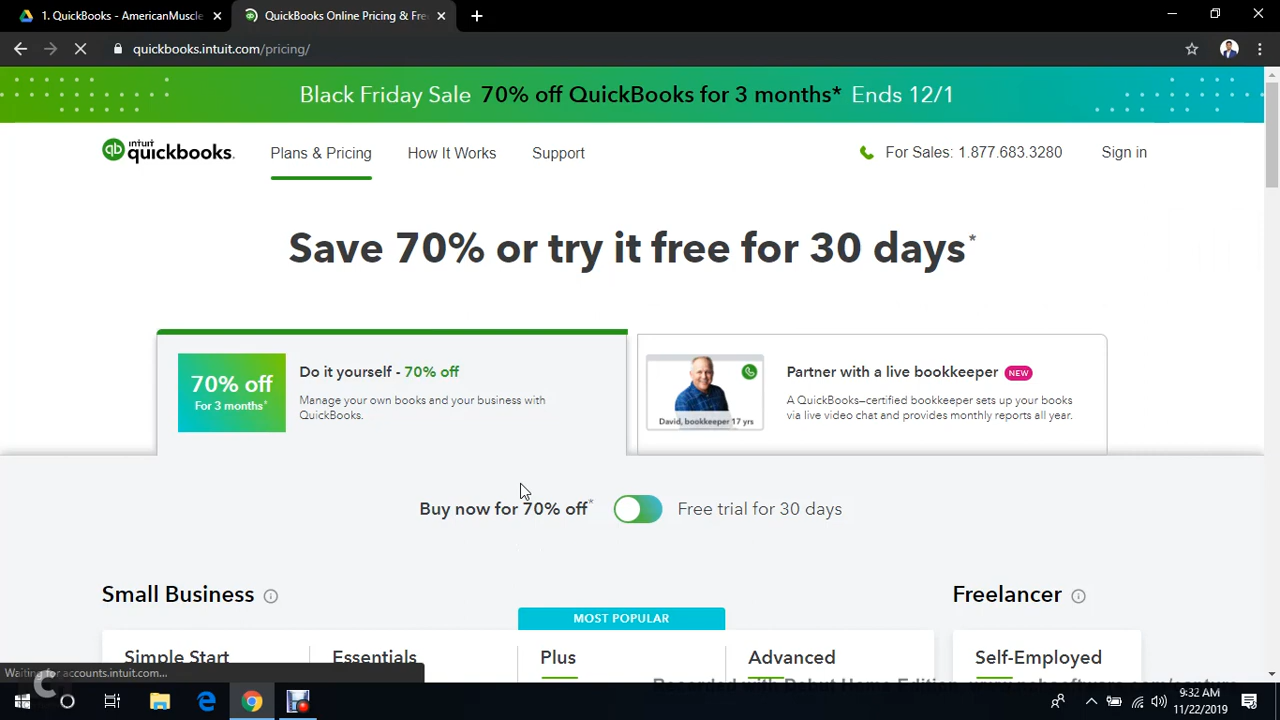 1. QuickBooks - AmericanMuscle
QuickBooks Online Pricing & Fre
quickbooks.intuit.com/pricing/
Black Friday Sale 70% off QuickBooks for 3 months* Ends 12/1
intuit quickbooks.
Plans & Pricing
How It Works
Support
For Sales: 1.877.683.3280
Sign in
Save 70% or try it free for 30 days*
70% off
For 3 months*
Do it yourself - 70% off
Manage your own books and your business with
QuickBooks.
David, bookkeeper 17 yrs
Partner with a live bookkeeper NEW
A QuickBooks–certified bookkeeper sets up your books
via live video chat and provides monthly reports all year.
Buy now for 70% off*
Free trial for 30 days
Small Business
Freelancer
MOST POPULAR
Simple Start
Essentials
Plus
Advanced
Self-Employed
Waiting for accounts.intuit.com...
Recorded with Debut Home Edition.
9:32 AM
11/22/2019